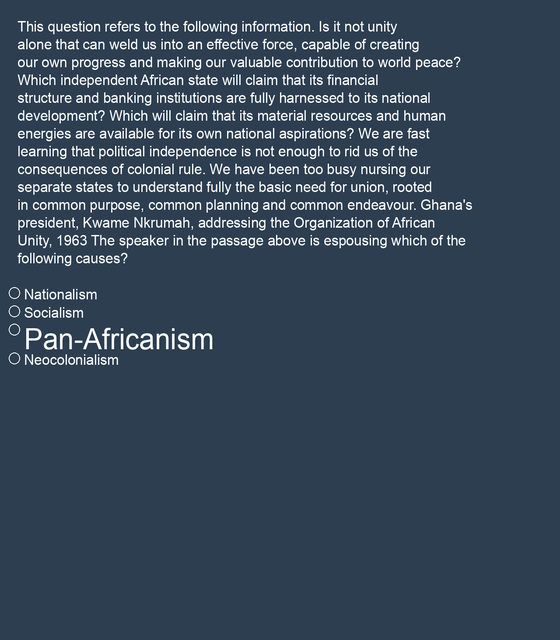 This question refers to the following information. Is it not unity
alone that can weld us into an effective force, capable of creating
our own progress and making our valuable contribution to world peace?
Which independent African state will claim that its financial
structure and banking institutions are fully harnessed to its national
development? Which will claim that its material resources and human
energies are available for its own national aspirations? We are fast
learning that political independence is not enough to rid us of the
consequences of colonial rule. We have been too busy nursing our
separate states to understand fully the basic need for union, rooted
in common purpose, common planning and common endeavour. Ghana's
president, Kwame Nkrumah, addressing the Organization of African
Unity, 1963 The speaker in the passage above is espousing which of the
following causes?
Nationalism
Socialism
Pan-Africanism
Neocolonialism